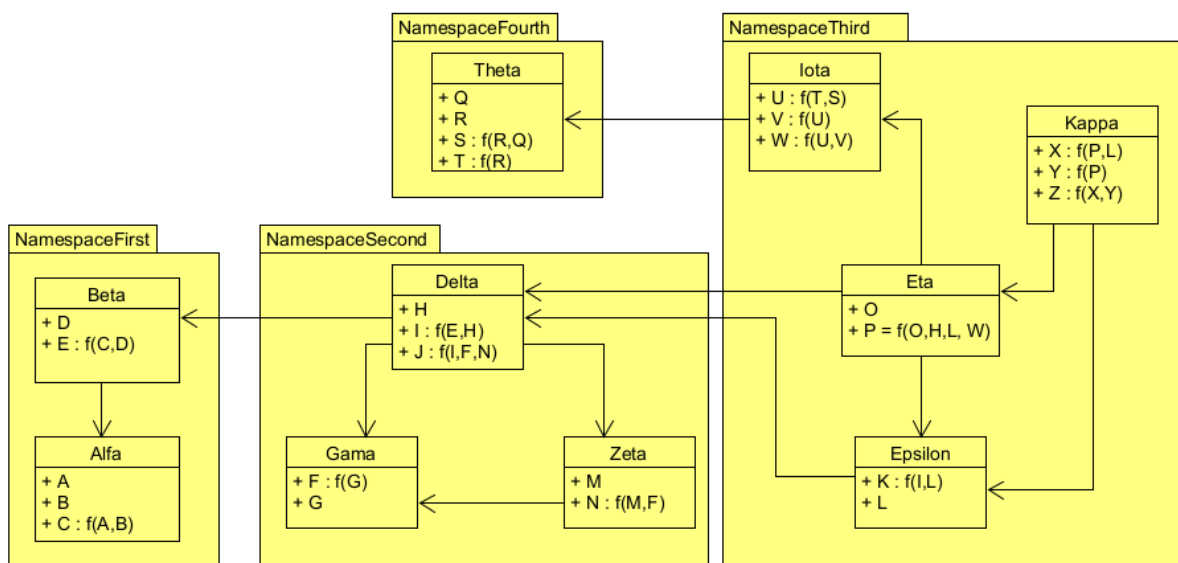 NamespaceFourth
Theta
+ Q
+ R
+ S : f(R,Q)
+ T : f(R)
NamespaceThird
Iota
+ U : f(T,S)
+ V : f(U)
+ W : f(U,V)
Kappa
+ X : f(P,L)
+ Y : f(P)
+ Z : f(X,Y)
Eta
+ O
+ P = f(O,H,L, W)
Epsilon
+ K : f(I,L)
+ L
NamespaceFirst
Beta
+ D
+ E : f(C,D)
Alfa
+ A
+ B
+ C : f(A,B)
NamespaceSecond
Delta
+ H
+ I : f(E,H)
+ J : f(I,F,N)
Gama
+ F : f(G)
+ G
Zeta
+ M
+ N : f(M,F)